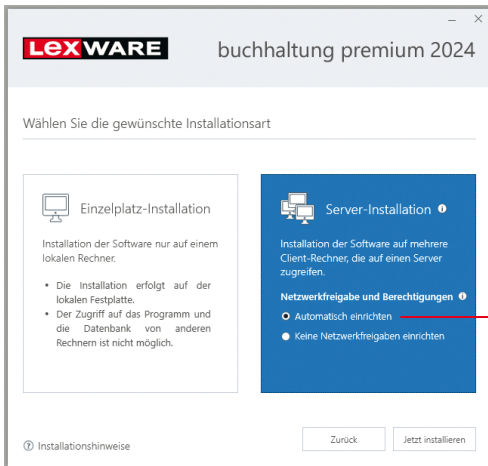 LEXWARE
buchhaltung premium 2024
Wählen Sie die gewünschte Installationsart
Einzelplatz-Installation
Installation der Software nur auf einem
lokalen Rechner.
• Die Installation erfolgt auf der
lokalen Festplatte.
• Der Zugriff auf das Programm und
die Datenbank von anderen
Rechnern ist nicht möglich.
Server-Installation
Installation der Software auf mehrere
Client-Rechner, die auf einen Server
zugreifen.
Netzwerkfreigabe und Berechtigungen
Automatisch einrichten
Keine Netzwerkfreigaben einrichten
Installationshinweise
Zurück
Jetzt installieren